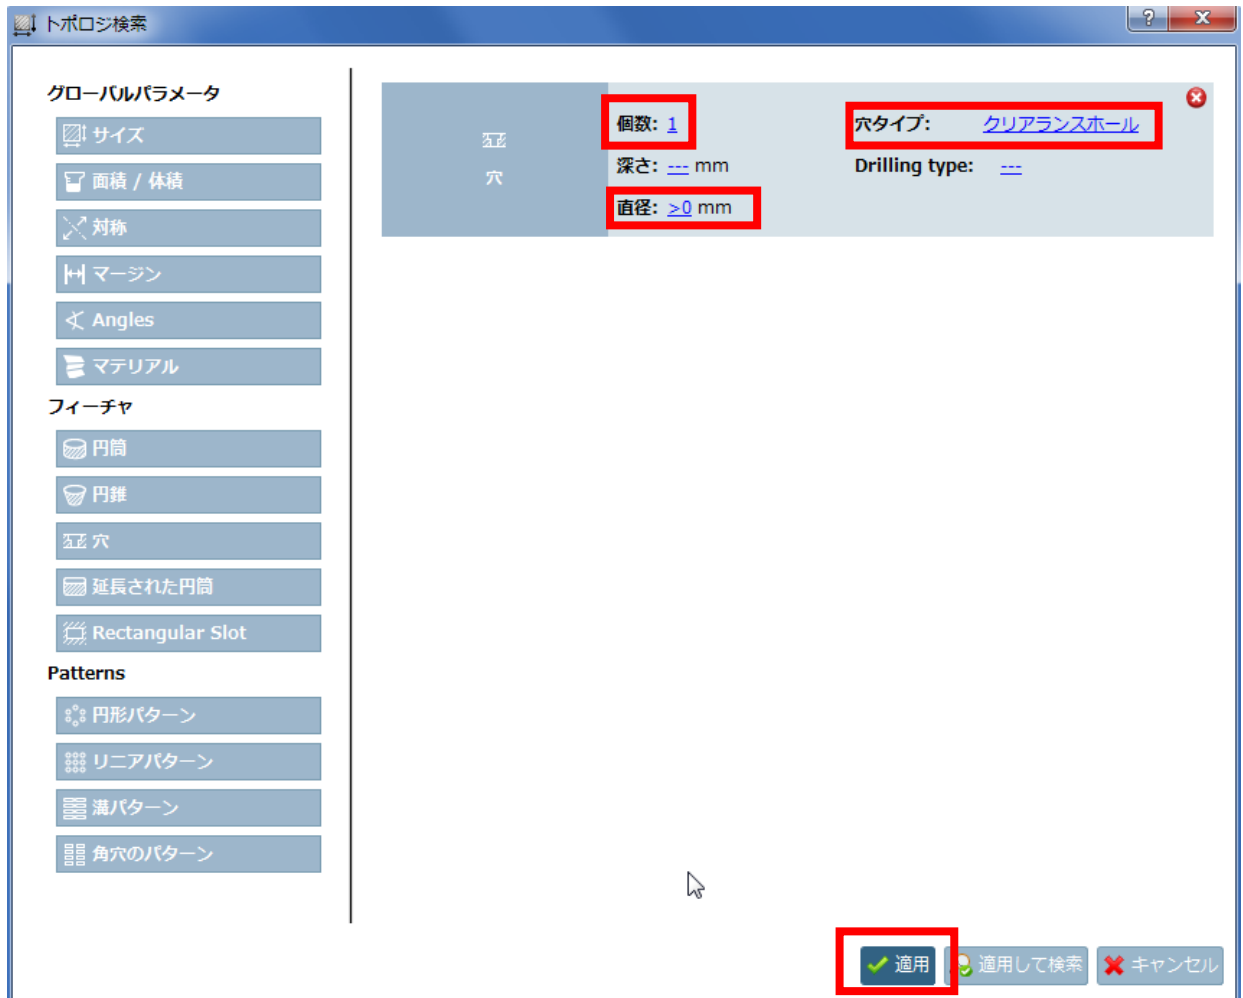 トポロジ検索
?
グローバルパラメータ
サイズ
面積 / 体積
対称
マージン
Angles
マテリアル
フィーチャ
円筒
円錐
穴
延長された円筒
Rectangular Slot
Patterns
円形パターン
リニアパターン
溝パターン
角穴のパターン
穴
個数: 1
穴タイプ: クリアランスホール
深さ: --- mm
Drilling type: ---
直径: >0 mm
適用
適用して検索
キャンセル